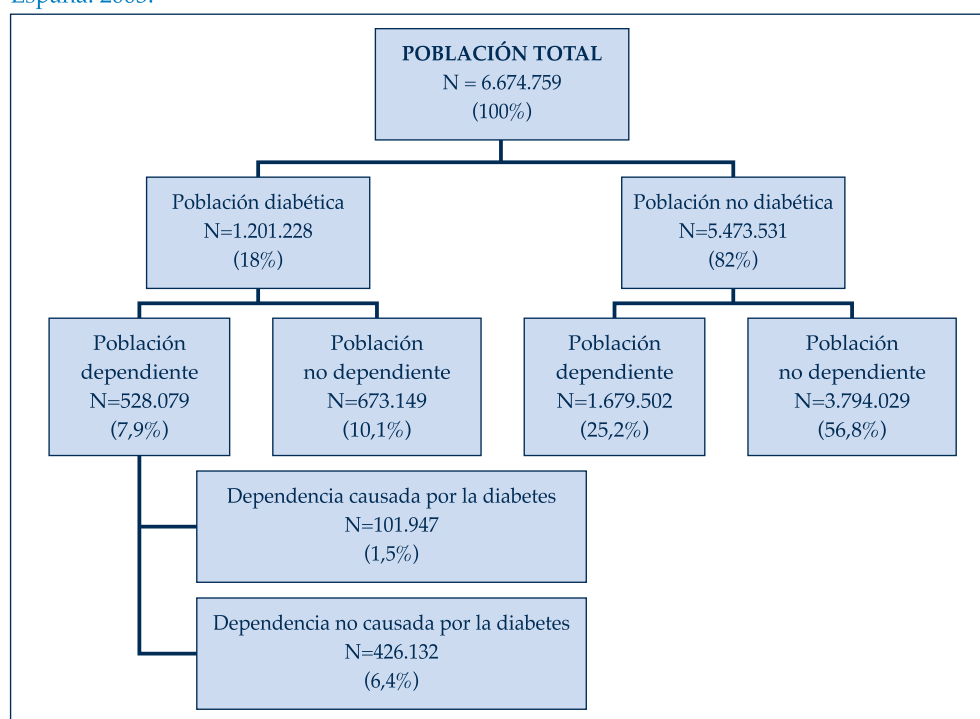 España. 2003.
POBLACIÓN TOTAL
N = 6.674.759
(100%)
Población diabética
N=1.201.228
(18%)
Población no diabética
N=5.473.531
(82%)
Población
dependiente
N=528.079
(7,9%)
Población
no dependiente
N=673.149
(10,1%)
Población
dependiente
N=1.679.502
(25,2%)
Población
no dependiente
N=3.794.029
(56,8%)
Dependencia causada por la diabetes
N=101.947
(1,5%)
Dependencia no causada por la diabetes
N=426.132
(6,4%)